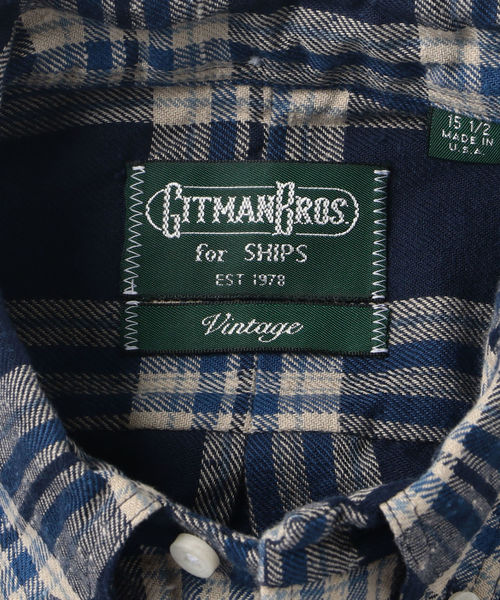 15 1/2
MADE IN
U.S.A.
GITMAN BROS.
for SHIPS
EST 1978
Vintage